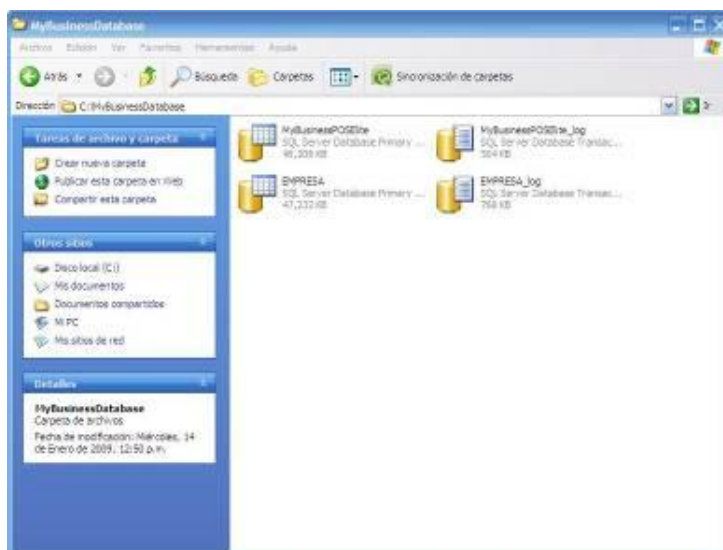 MyBusinessDatabase
Archivo Edición Ver Favoritos Herramientas Ayuda
Atrás Búsqueda Carpetas Sincronización de carpetas
Dirección C:\MyBusinessDatabase Ir
Tareas de archivo y carpeta
Crear nueva carpeta
Publicar esta carpeta en Web
Compartir esta carpeta
Otros sitios
Disco local (C:)
Mis documentos
Documentos compartidos
Mi PC
Mis sitios de red
Detalles
MyBusinessDatabase
Carpeta de archivos
Fecha de modificación: Miércoles, 14
de Enero de 2009, 12:50 p.m.
MyBusinessPOSElite
SQL Server Database Primary ...
KB
MyBusinessPOSElite_log
SQL Server Database Transac...
504 KB
EMPRESA
SQL Server Database Primary ...
47,232 KB
EMPRESA_log
SQL Server Database Transac...
768 KB